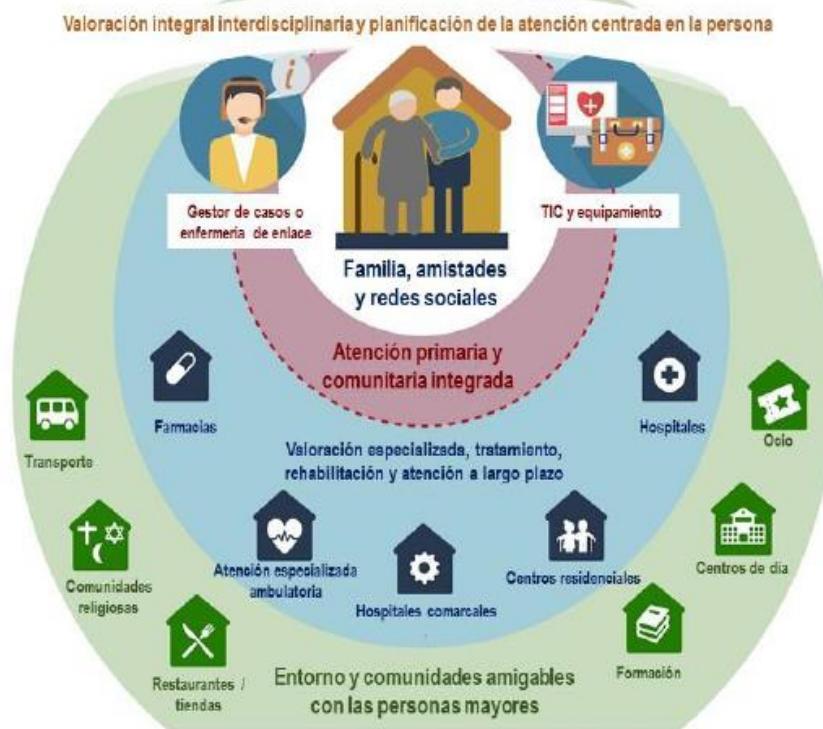 Valoración integral interdisciplinaria y planificación de la atención centrada en la persona
i
Gestor de casos o
enfermería de enlace
TIC y equipamiento
Familia, amistades
y redes sociales
Atención primaria y
comunitaria integrada
Farmacias
Hospitales
Transporte
Ocio
Valoración especializada, tratamiento,
rehabilitación y atención a largo plazo
Atención especializada
ambulatoria
Hospitales comarcales
Centros residenciales
Centros de día
Comunidades
religiosas
Restaurantes /
tiendas
Formación
Entorno y comunidades amigables
con las personas mayores